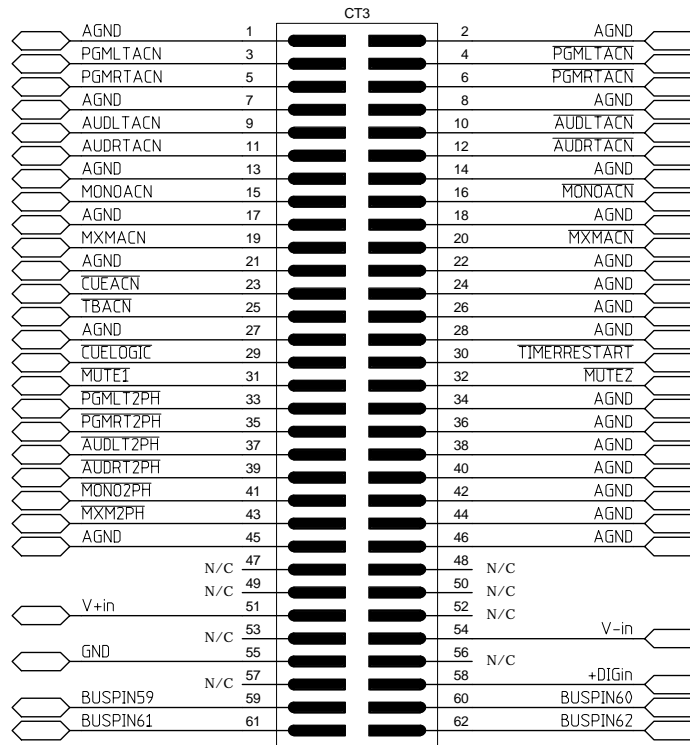 CT3
AGND 1 2 AGND
PGMLTACN 3 4 PGMLTACN
PGMRTACN 5 6 PGMRTACN
AGND 7 8 AGND
AUDLTACN 9 10 AUDLTACN
AUDRTACN 11 12 AUDRTACN
AGND 13 14 AGND
MONOACN 15 16 MONOACN
AGND 17 18 AGND
MXMACN 19 20 MXMACN
AGND 21 22 AGND
CUEACN 23 24 AGND
TBACN 25 26 AGND
AGND 27 28 AGND
CUELOGIC 29 30 TIMERRESTART
MUTE1 31 32 MUTE2
PGMLT2PH 33 34 AGND
PGMRT2PH 35 36 AGND
AUDLT2PH 37 38 AGND
AUDRT2PH 39 40 AGND
MONO2PH 41 42 AGND
MXM2PH 43 44 AGND
AGND 45 46 AGND
N/C 47 48 N/C
N/C 49 50 N/C
V+in 51 52 N/C
N/C 53 54 V-in
GND 55 56 N/C
N/C 57 58 +DIGin
BUSPIN59 59 60 BUSPIN60
BUSPIN61 61 62 BUSPIN62